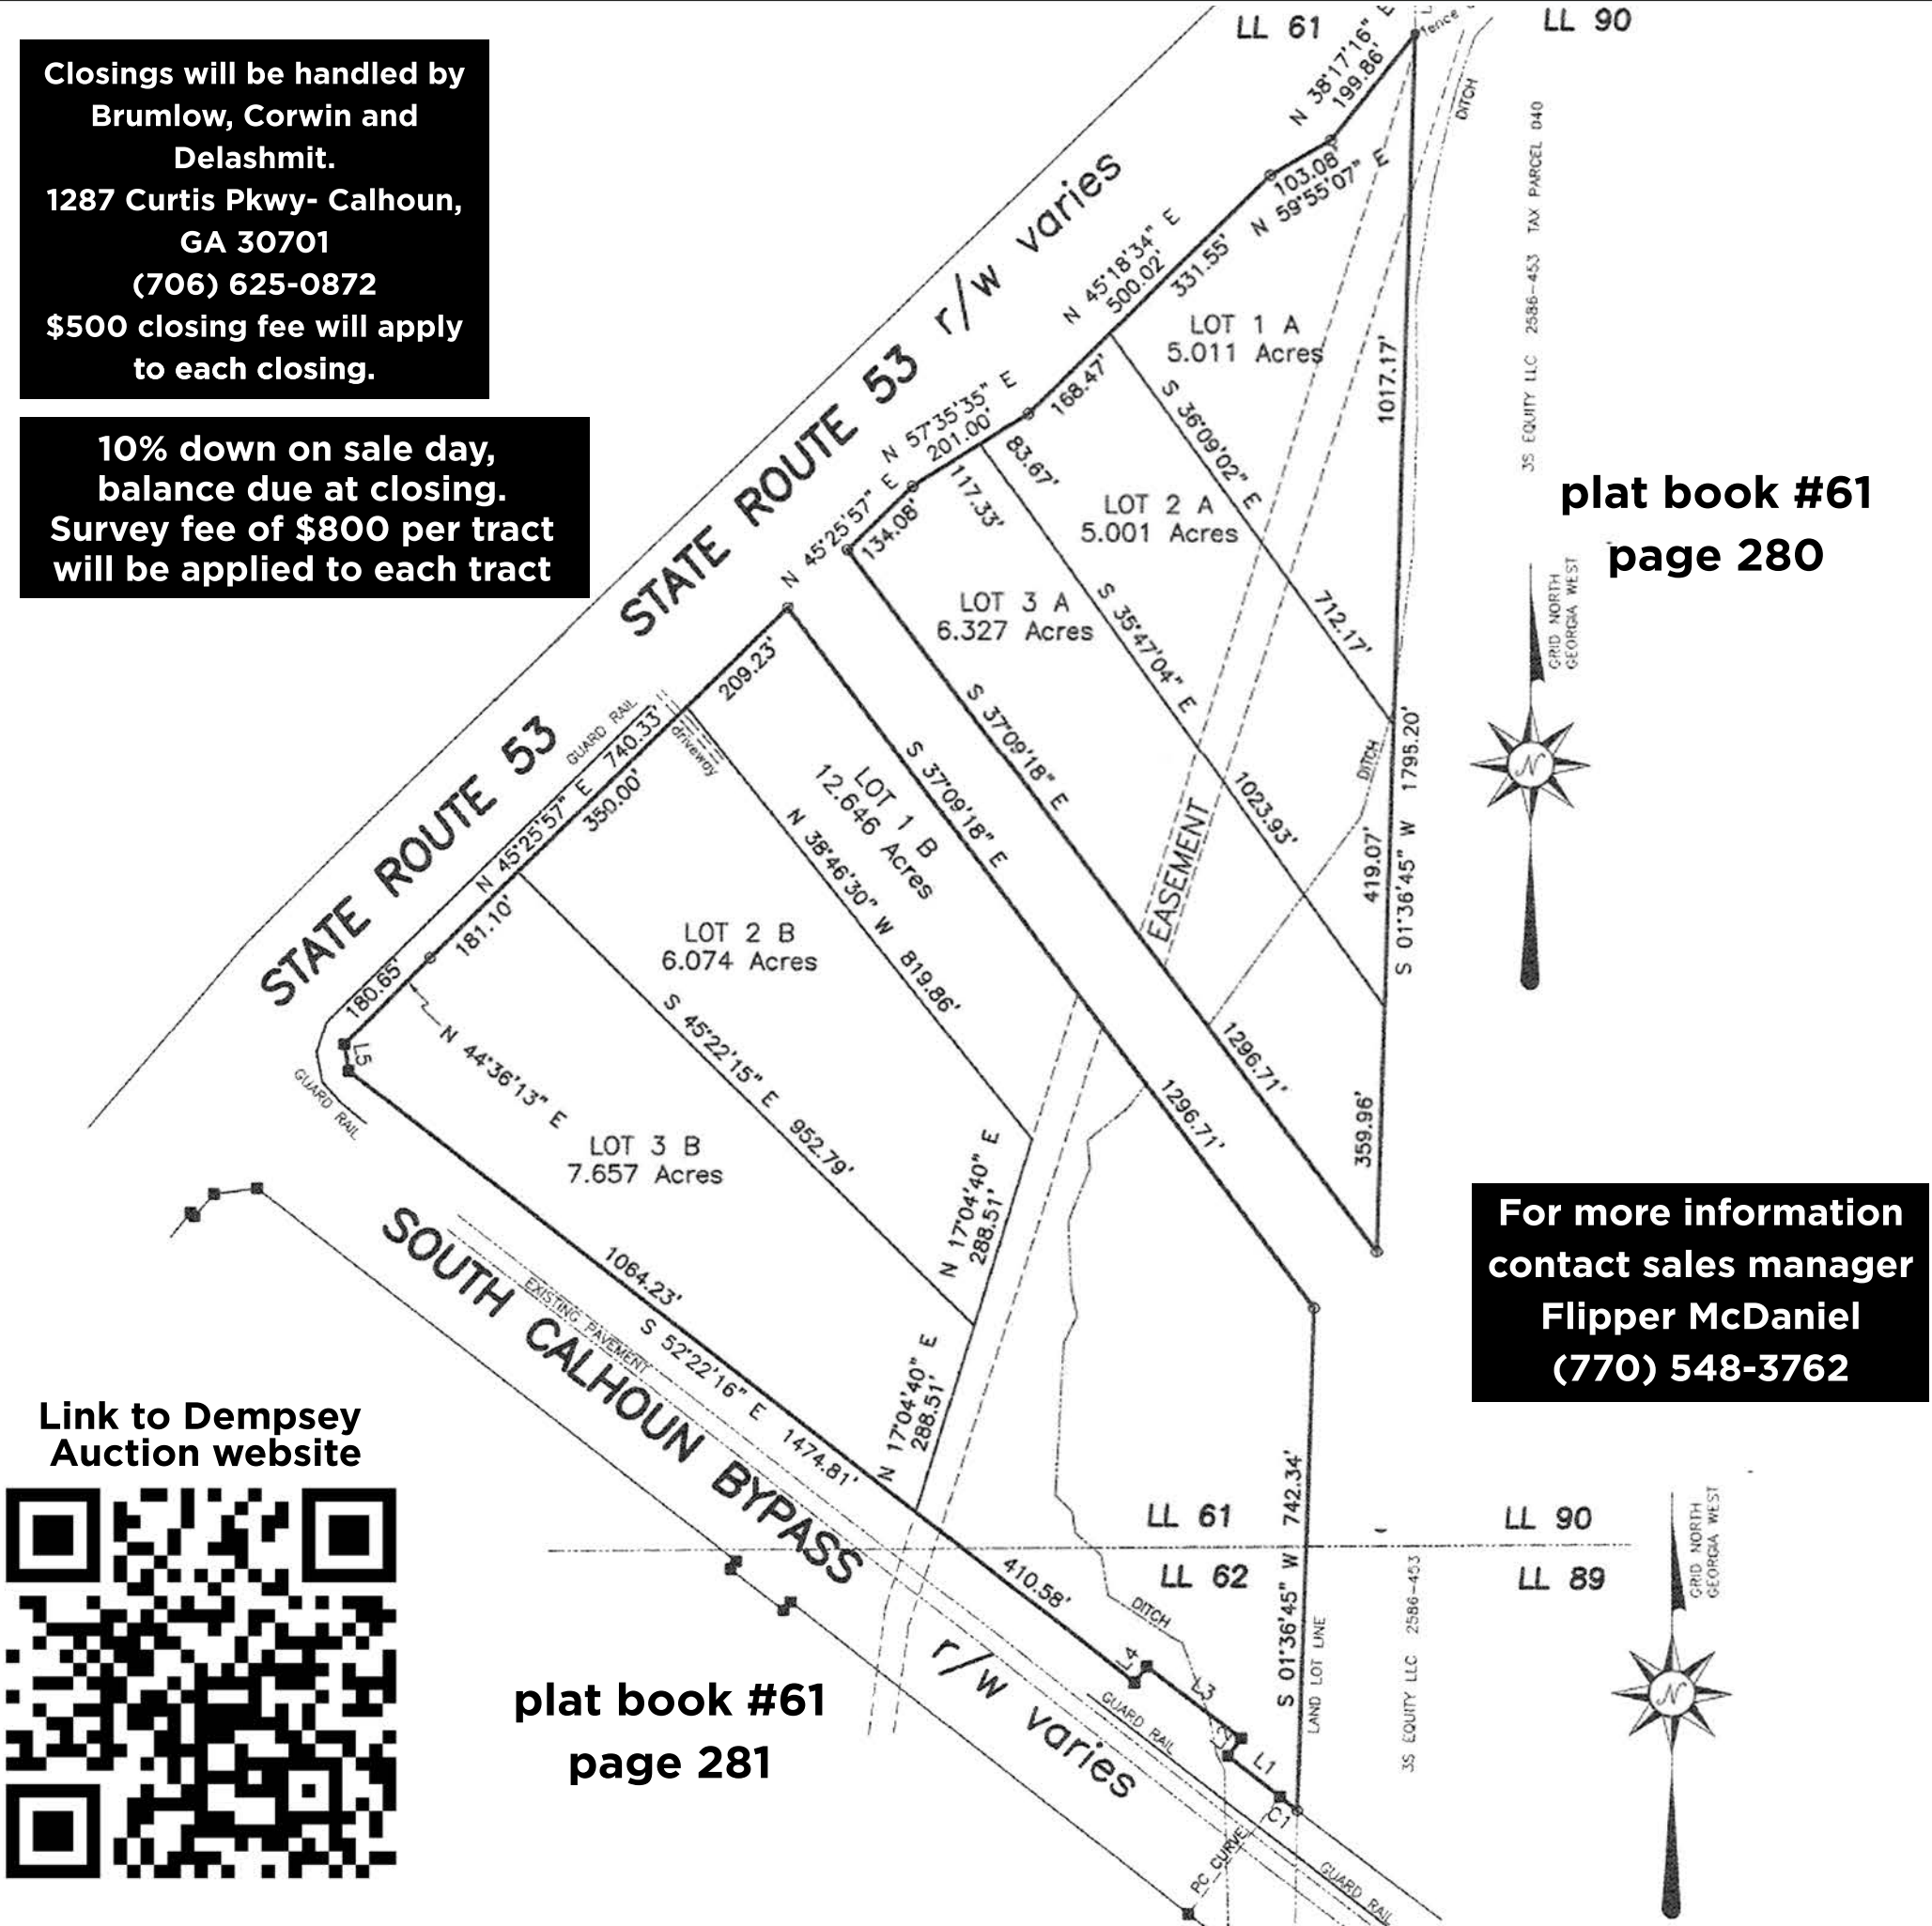 Closings will be handled by
Brumlow, Corwin and
Delashmit.
1287 Curtis Pkwy- Calhoun,
GA 30701
(706) 625-0872
$500 closing fee will apply
to each closing.
10% down on sale day,
balance due at closing.
Survey fee of $800 per tract
will be applied to each tract
LL 61
LL 90
fence
N 38°17'16" E
199.86'
DITCH
103.08'
N 59°55'07" E
STATE ROUTE 53 r/w varies
N 45°18'34" E
500.02'
331.55'
LOT 1 A
5.011 Acres
1017.17'
3S EQUITY LLC 2586-453 TAX PARCEL 040
plat book #61
page 280
GRID NORTH
GEORGIA WEST
N
168.47'
S 36°09'02" E
712.17'
N 57°35'35" E
201.00'
83.67'
117.33'
LOT 2 A
5.001 Acres
N 45°25'57" E
134.08'
LOT 3 A
6.327 Acres
S 35°47'04" E
1023.93'
S 37°09'18" E
1296.71'
EASEMENT
DITCH
419.07'
S 01°36'45" W 1795.20'
359.96'
STATE ROUTE 53
GUARD RAIL
209.23'
driveway
N 45°25'57" E 740.33'
350.00'
LOT 1 B
12.646 Acres
S 37°09'18" E
1296.71'
N 38°46'30" W 819.86'
181.10'
LOT 2 B
6.074 Acres
S 45°22'15" E 952.79'
180.65'
L5
N 44°36'13" E
GUARD RAIL
LOT 3 B
7.657 Acres
N 17°04'40" E
288.51'
N 17°04'40" E
288.51'
1064.23'
EXISTING PAVEMENT
S 52°22'16" E 1474.81'
SOUTH CALHOUN BYPASS r/w varies
For more information
contact sales manager
Flipper McDaniel
(770) 548-3762
Link to Dempsey
Auction website
plat book #61
page 281
410.58'
LL 61
LL 90
LL 62
LL 89
S 01°36'45" W 742.34'
LAND LOT LINE
3S EQUITY LLC 2586-453
GRID NORTH
GEORGIA WEST
N
DITCH
L4
L3
L2
L1
C1
GUARD RAIL
PC CURVE
GUARD RAIL